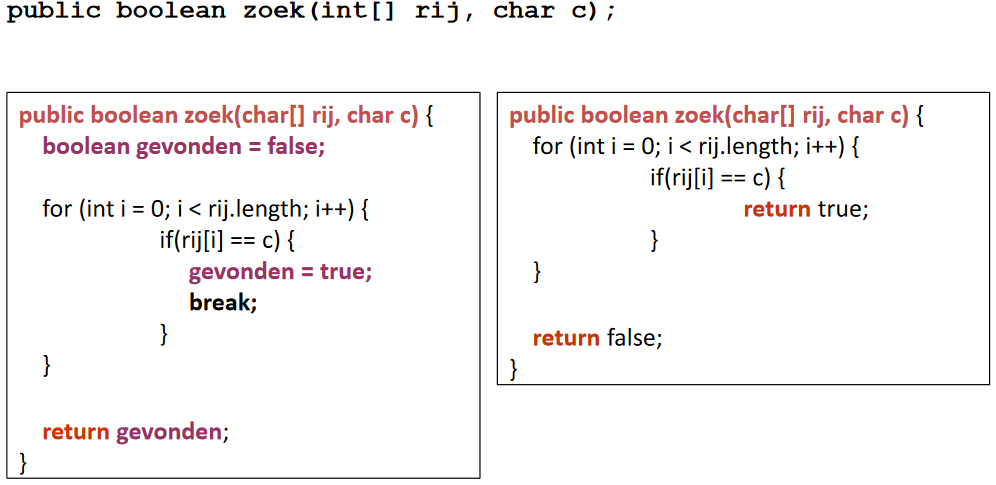 public boolean zoek(int[] rij, char c);
public boolean zoek(char[] rij, char c) {
boolean gevonden = false;
for (int i = 0; i < rij.length; i++) {
if(rij[i] == c) {
gevonden = true;
break;
}
}
return gevonden;
}
public boolean zoek(char[] rij, char c) {
for (int i = 0; i < rij.length; i++) {
if(rij[i] == c) {
return true;
}
}
return false;
}